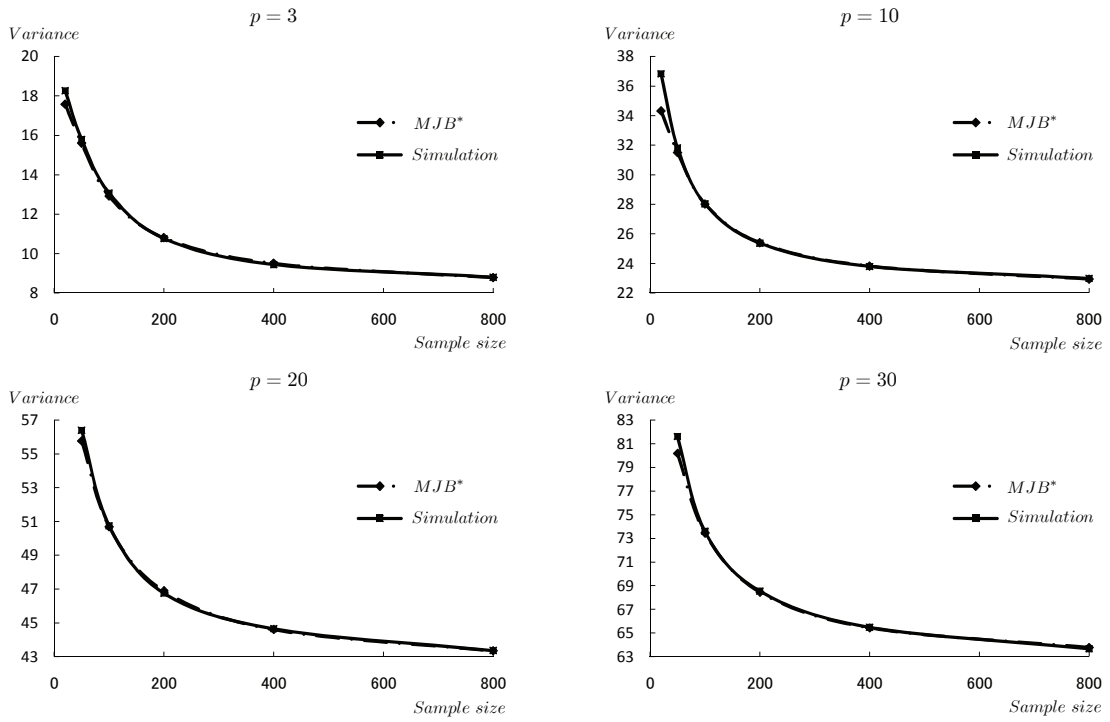 p = 3
Variance
20
18
16
14
12
10
8
0
200
400
600
800
Sample size
MJB*
Simulation
p = 10
Variance
38
36
34
32
30
28
26
24
22
0
200
400
600
800
Sample size
MJB*
Simulation
p = 20
Variance
57
55
53
51
49
47
45
43
0
200
400
600
800
Sample size
MJB*
Simulation
p = 30
Variance
83
81
79
77
75
73
71
69
67
65
63
0
200
400
600
800
Sample size
MJB*
Simulation